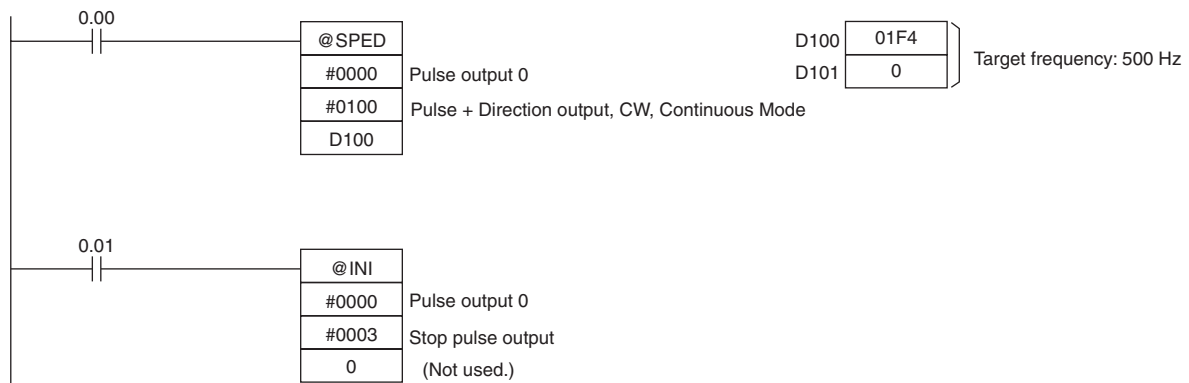 0.00
@SPED
#0000 Pulse output 0
#0100 Pulse + Direction output, CW, Continuous Mode
D100
D100 01F4
D101 0
Target frequency: 500 Hz
0.01
@INI
#0000 Pulse output 0
#0003 Stop pulse output
0 (Not used.)